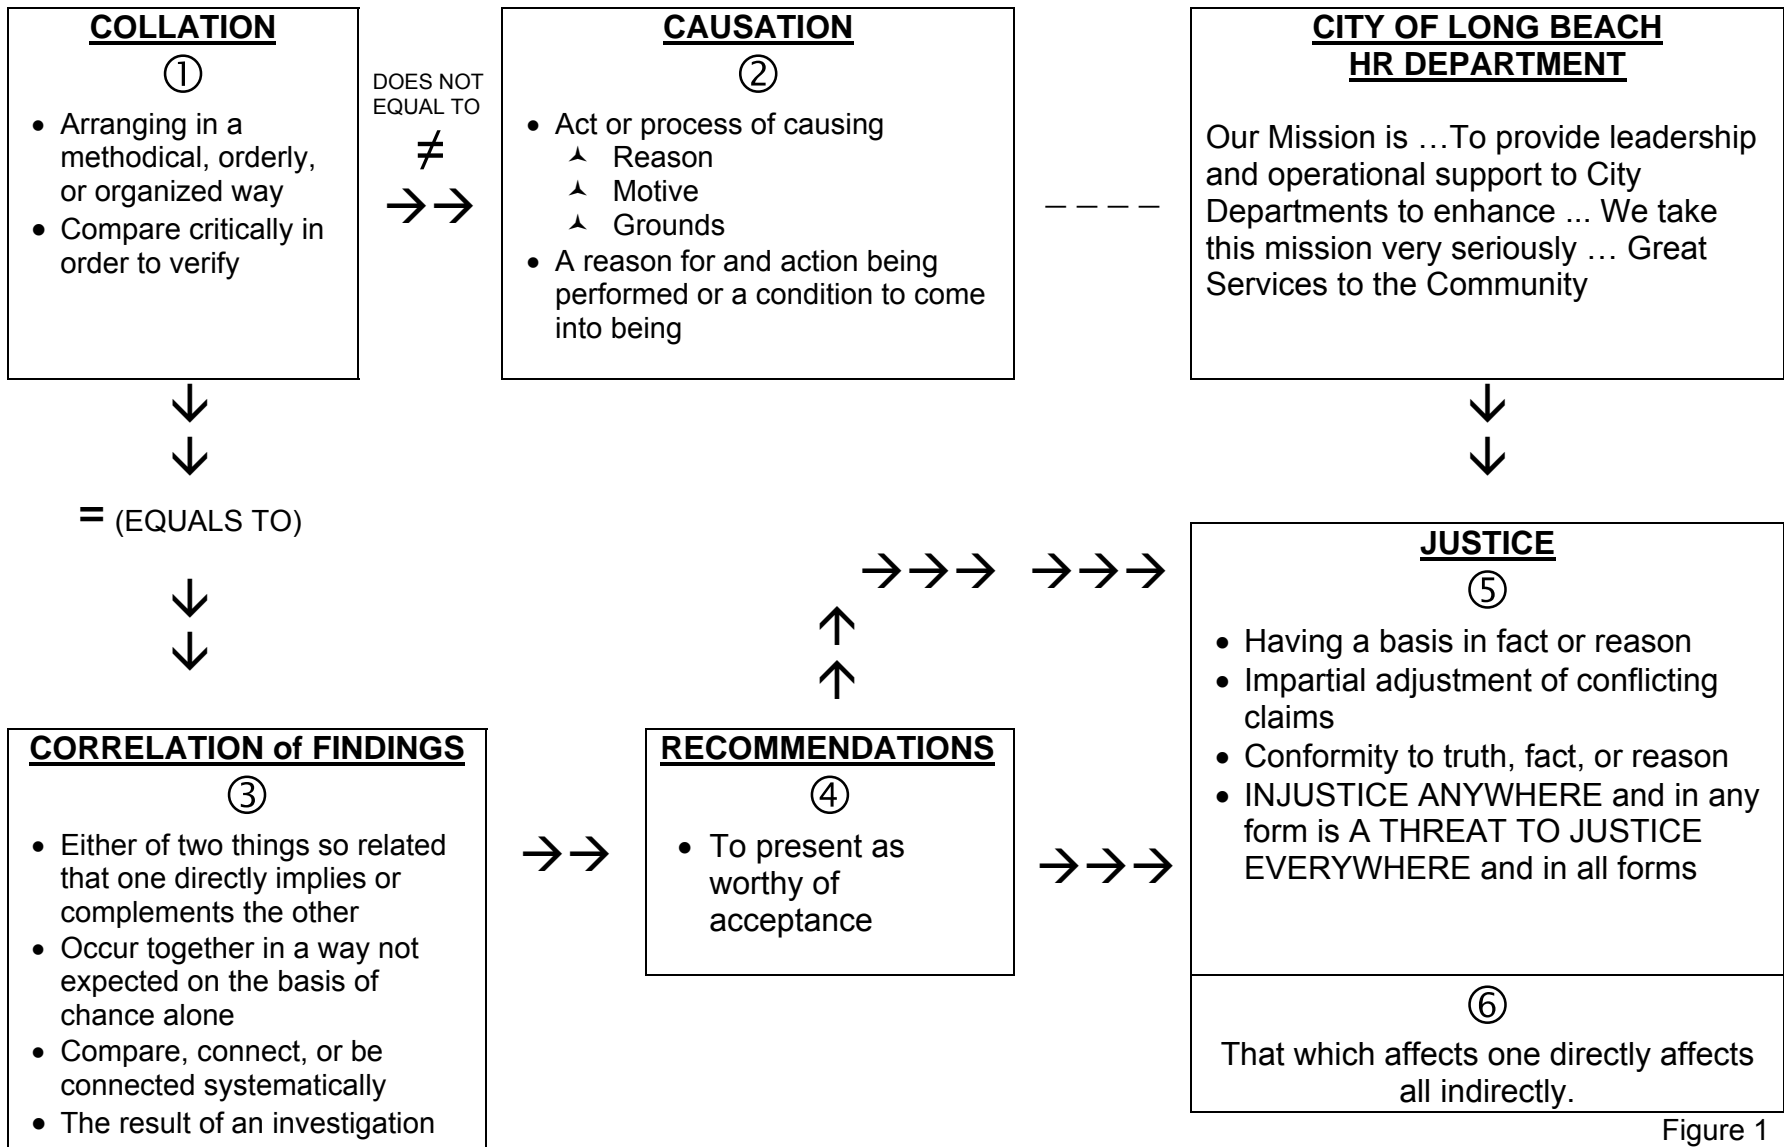 COLLATION
①
• Arranging in a
methodical, orderly,
or organized way
• Compare critically in
order to verify
DOES NOT
EQUAL TO
≠
→→
CAUSATION
②
• Act or process of causing
Reason
Motive
Grounds
• A reason for and action being
performed or a condition to come
into being
– – – –
CITY OF LONG BEACH
HR DEPARTMENT
Our Mission is …To provide leadership
and operational support to City
Departments to enhance ... We take
this mission very seriously … Great
Services to the Community
↓
↓
= (EQUALS TO)
↓
↓
↓
↓
CORRELATION of FINDINGS
③
• Either of two things so related
that one directly implies or
complements the other
• Occur together in a way not
expected on the basis of
chance alone
• Compare, connect, or be
connected systematically
• The result of an investigation
→→
RECOMMENDATIONS
④
• To present as
worthy of
acceptance
↑
↑
→→→ →→→
→→→
JUSTICE
⑤
• Having a basis in fact or reason
• Impartial adjustment of conflicting
claims
• Conformity to truth, fact, or reason
• INJUSTICE ANYWHERE and in any
form is A THREAT TO JUSTICE
EVERYWHERE and in all forms
⑥
That which affects one directly affects
all indirectly.
Figure 1